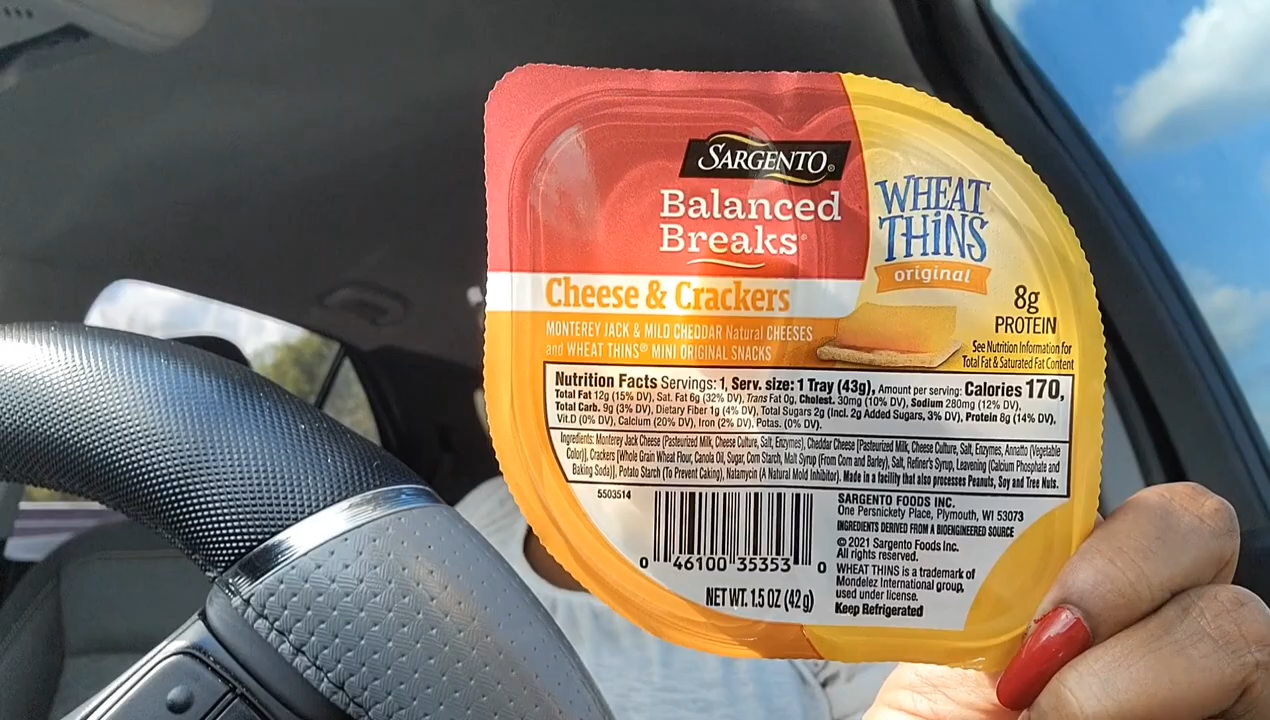 SARGENTO®
Balanced
Breaks®
WHEAT
THiNS
original
Cheese & Crackers
MONTEREY JACK & MILD CHEDDAR Natural CHEESES
and WHEAT THINS® MINI ORIGINAL SNACKS
8g
PROTEIN
See Nutrition Information for
Total Fat & Saturated Fat Content
Nutrition Facts Servings: 1, Serv. size: 1 Tray (43g), Amount per serving: Calories 170,
Total Fat 12g (15% DV), Sat. Fat 6g (32% DV), Trans Fat 0g, Cholest. 30mg (10% DV), Sodium 280mg (12% DV),
Total Carb. 9g (3% DV), Dietary Fiber 1g (4% DV), Total Sugars 2g (Incl. 2g Added Sugars, 3% DV), Protein 8g (14% DV),
Vit.D (0% DV), Calcium (20% DV), Iron (2% DV), Potas. (0% DV).
Ingredients: Monterey Jack Cheese (Pasteurized Milk, Cheese Culture, Salt, Enzymes), Cheddar Cheese [Pasteurized Milk, Cheese Culture, Salt, Enzymes, Annatto (Vegetable
Color)], Crackers [Whole Grain Wheat Flour, Canola Oil, Sugar, Corn Starch, Malt Syrup (From Corn and Barley), Salt, Refiner's Syrup, Leavening (Calcium Phosphate and
Baking Soda)], Potato Starch (To Prevent Caking), Natamycin (A Natural Mold Inhibitor). Made in a facility that also processes Peanuts, Soy and Tree Nuts.
5503514
0 46100 35353 0
NET WT. 1.5 OZ (42 g)
SARGENTO FOODS INC.
One Persnickety Place, Plymouth, WI 53073
INGREDIENTS DERIVED FROM A BIOENGINEERED SOURCE
© 2021 Sargento Foods Inc.
All rights reserved.
WHEAT THINS is a trademark of
Mondelez International group,
used under license.
Keep Refrigerated